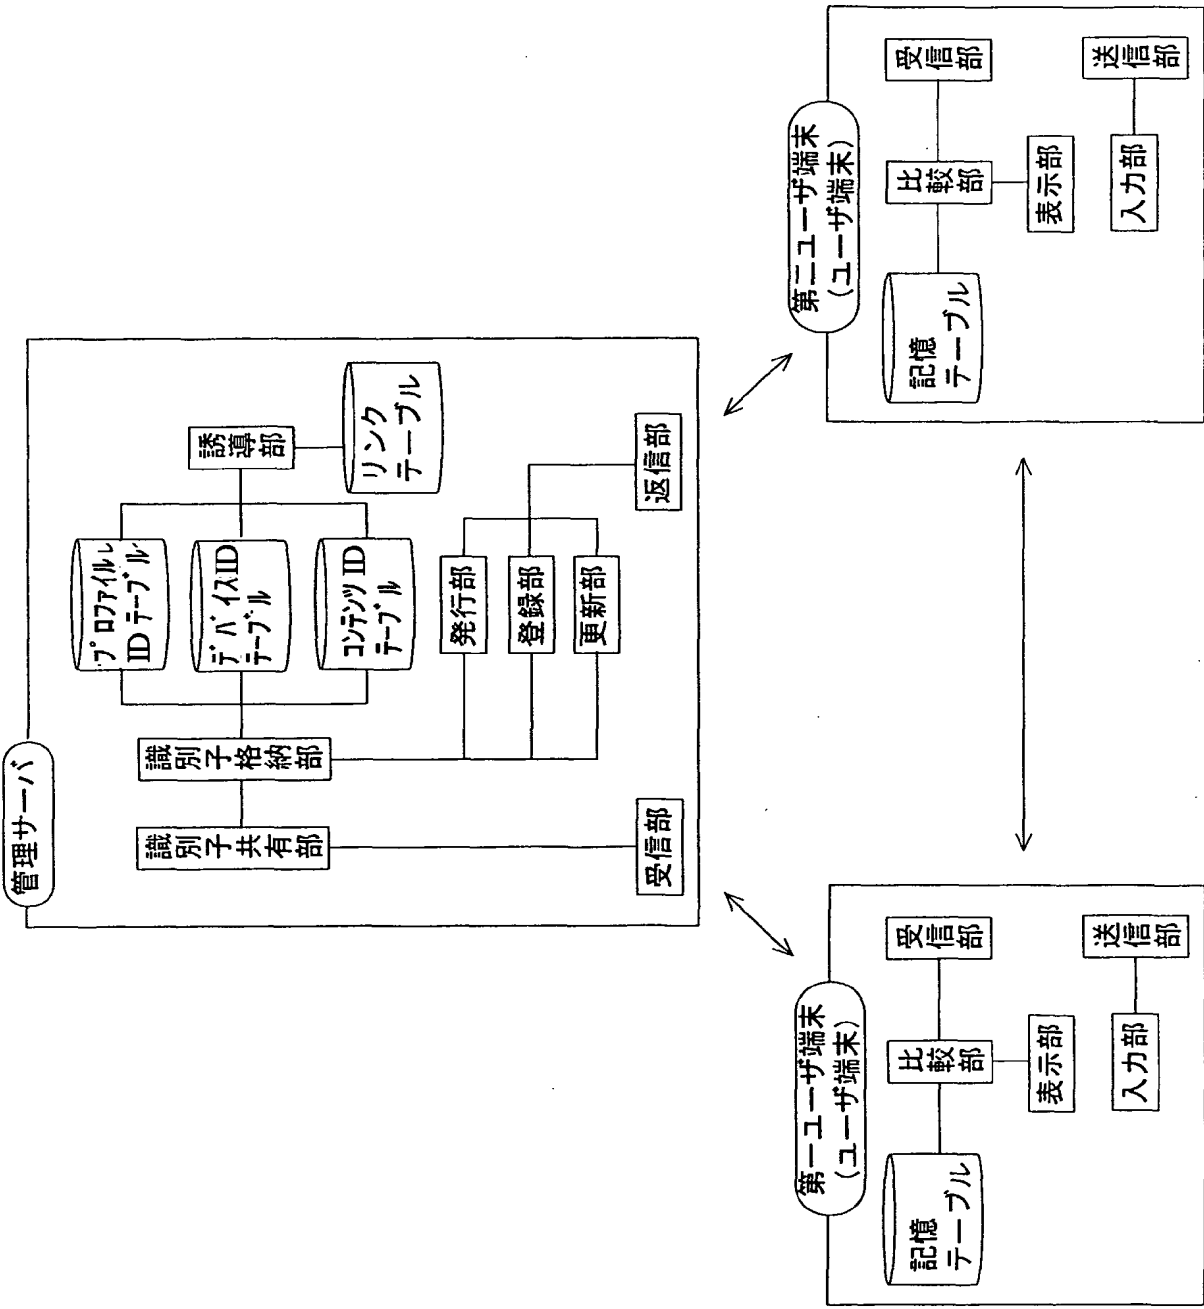 管理サーバ
識別子共有部
識別子格納部
プロファイル
IDテーブル
デバイスID
テーブル
コンテンツID
テーブル
誘導部
リンク
テーブル
発行部
登録部
更新部
受信部
返信部
第一ユーザ端末
(ユーザ端末)
記憶
テーブル
比較部
受信部
表示部
入力部
送信部
第二ユーザ端末
(ユーザ端末)
記憶
テーブル
比較部
受信部
表示部
入力部
送信部